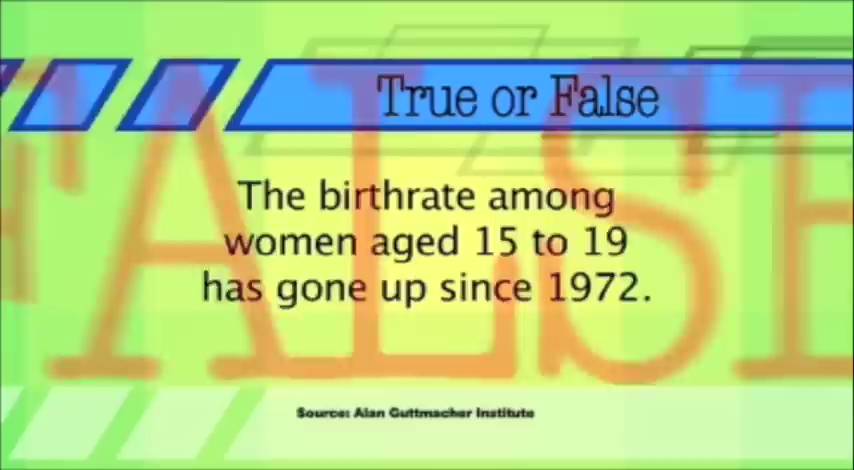 True or False
FALSE
The birthrate among
women aged 15 to 19
has gone up since 1972.
Source: Alan Guttmacher Institute